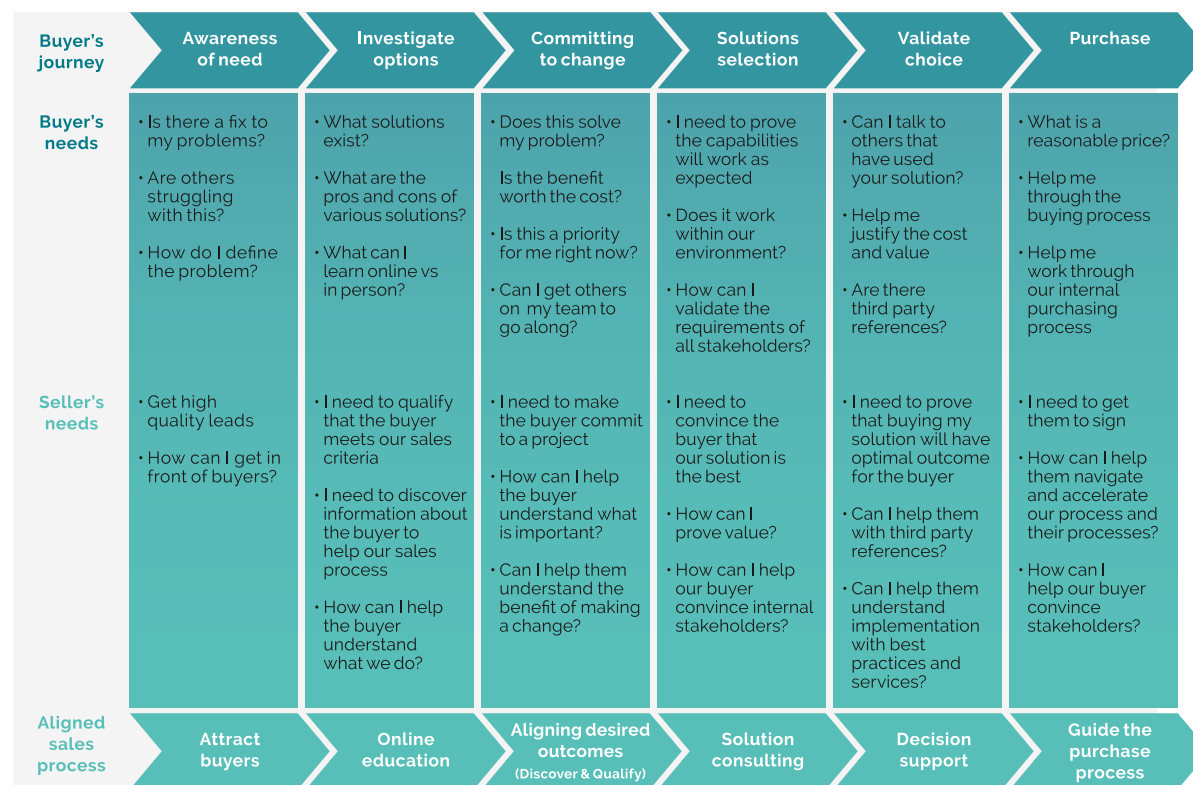 Buyer's
journey
Awareness
of need
Investigate
options
Committing
to change
Solutions
selection
Validate
choice
Purchase
Buyer's
needs
• Is there a fix to
my problems?
• Are others
struggling
with this?
• How do I define
the problem?
• What solutions
exist?
• What are the
pros and cons of
various solutions?
• What can I
learn online vs
in person?
• Does this solve
my problem?
Is the benefit
worth the cost?
• Is this a priority
for me right now?
• Can I get others
on my team to
go along?
• I need to prove
the capabilities
will work as
expected
• Does it work
within our
environment?
• How can I
validate the
requirements of
all stakeholders?
• Can I talk to
others that
have used
your solution?
• Help me
justify the cost
and value
• Are there
third party
references?
• What is a
reasonable price?
• Help me
through the
buying process
• Help me
work through
our internal
purchasing
process
Seller's
needs
• Get high
quality leads
• How can I get in
front of buyers?
• I need to qualify
that the buyer
meets our sales
criteria
• I need to discover
information about
the buyer to
help our sales
process
• How can I help
the buyer
understand
what we do?
• I need to make
the buyer commit
to a project
• How can I help
the buyer
understand what
is important?
• Can I help them
understand the
benefit of making
a change?
• I need to
convince the
buyer that
our solution is
the best
• How can I
prove value?
• How can I help
our buyer
convince internal
stakeholders?
• I need to prove
that buying my
solution will have
optimal outcome
for the buyer
• Can I help them
with third party
references?
• Can I help them
understand
implementation
with best
practices and
services?
• I need to get
them to sign
• How can I help
them navigate
and accelerate
our process and
their processes?
• How can I
help our buyer
convince
stakeholders?
Aligned
sales
process
Attract
buyers
Online
education
Aligning desired
outcomes
(Discover & Qualify)
Solution
consulting
Decision
support
Guide the
purchase
process